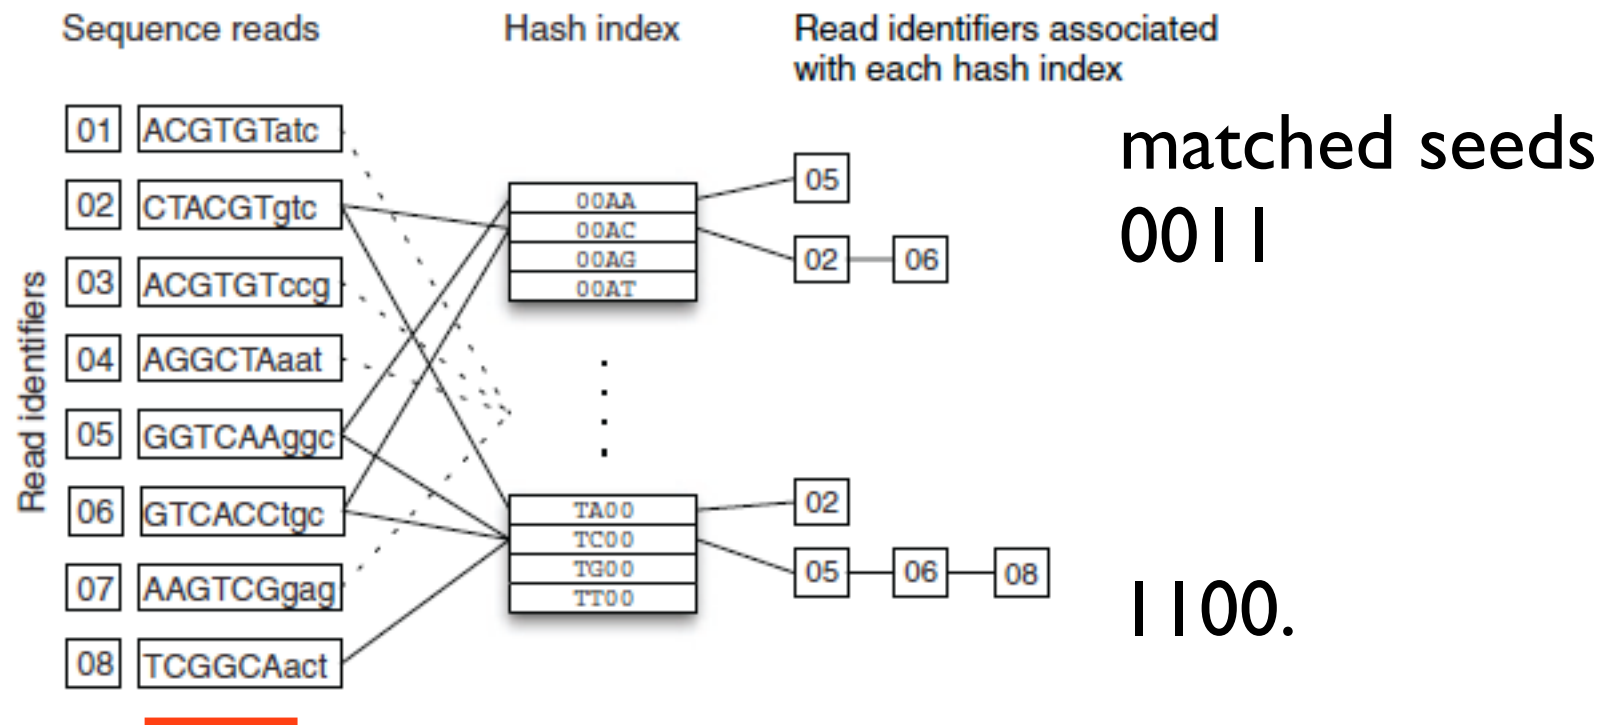 Sequence reads
Hash index
Read identifiers associated
with each hash index
Read identifiers
01 ACGTGTatc
02 CTACGTgtc
03 ACGTGTccg
04 AGGCTAaat
05 GGTCAAggc
06 GTCACCtgc
07 AAGTCGgag
08 TCGGCAact
00AA
00AC
00AG
00AT
TA00
TC00
TG00
TT00
05
02 06
02
05 06 08
matched seeds
0011
1100.